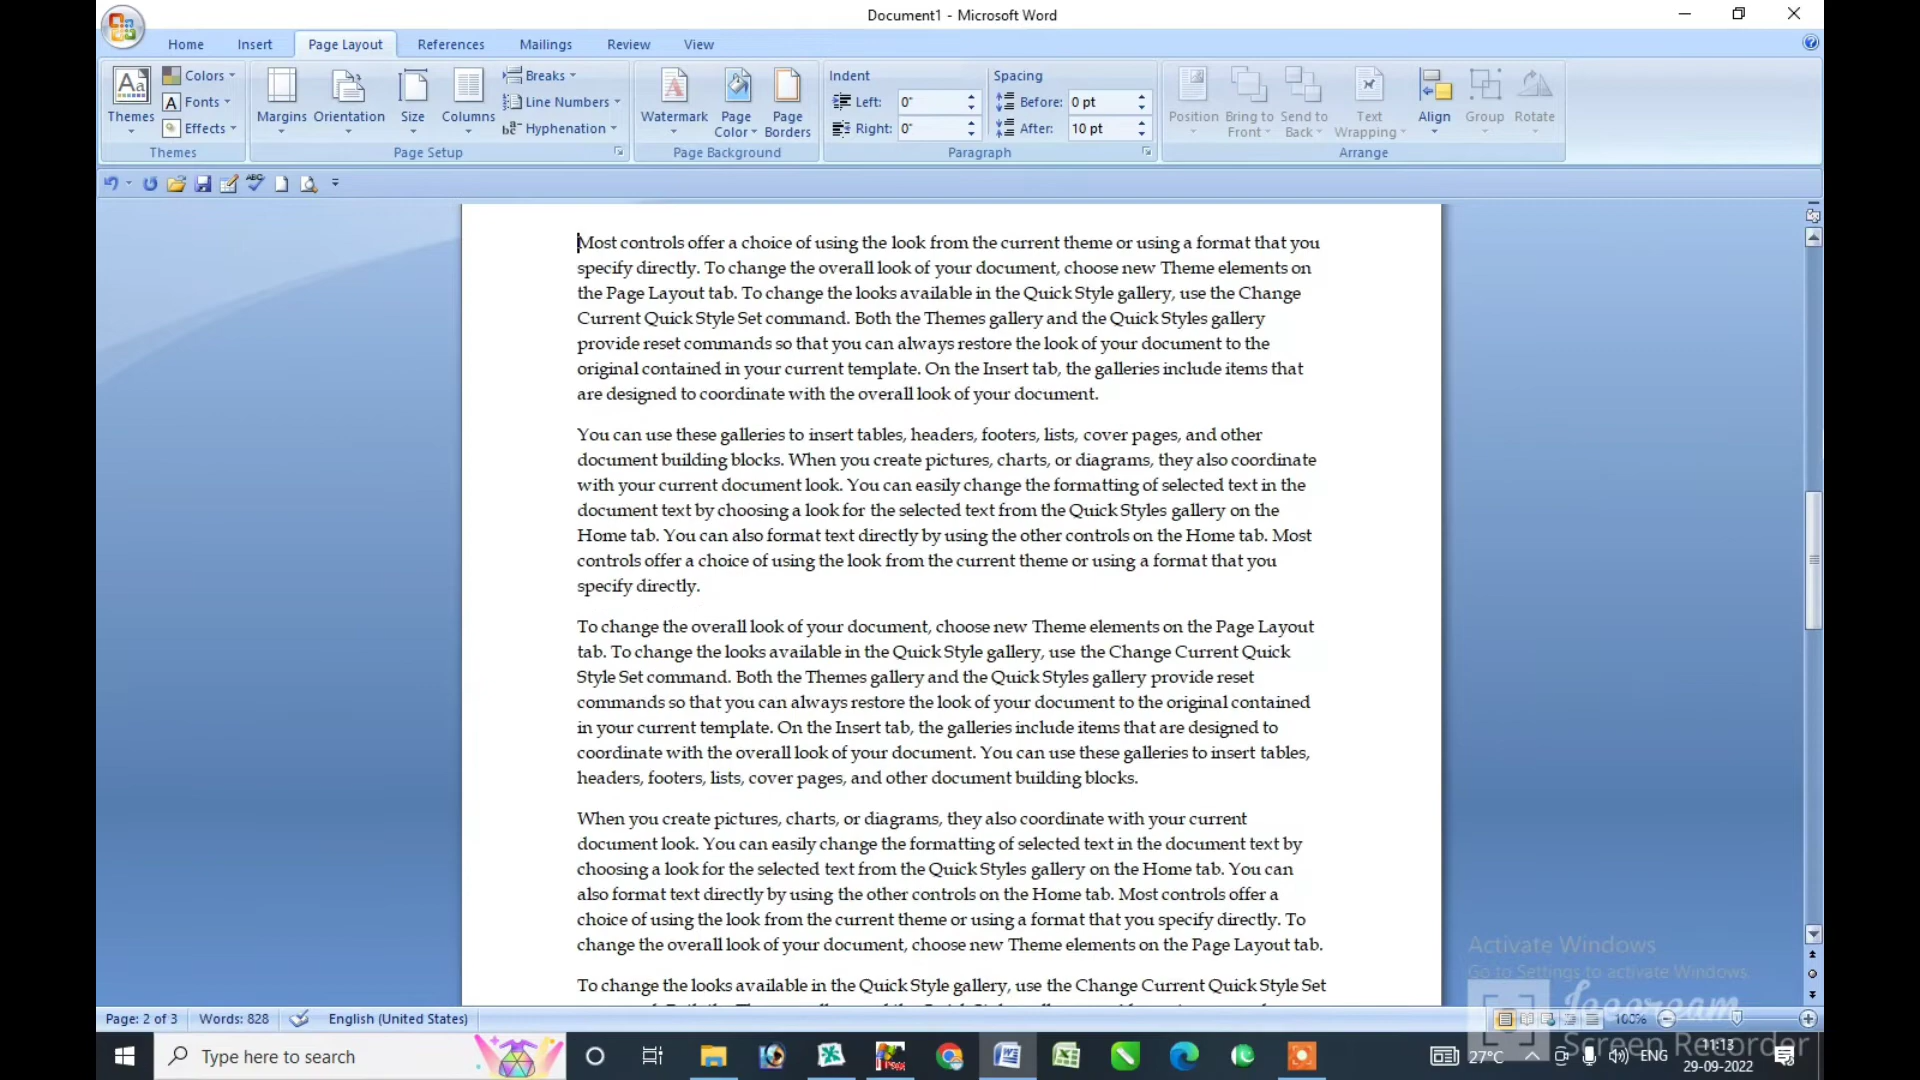 Document1 - Microsoft Word
Home Insert Page Layout References Mailings Review View
Aa Themes Colors Fonts Effects Margins Orientation Size Columns Breaks Line Numbers Hyphenation Watermark Page Color Page Borders Indent Left: 0" Right: 0" Spacing Before: 0 pt After: 10 pt Position Bring to Front Send to Back Text Wrapping Align Group Rotate
Themes Page Setup Page Background Paragraph Arrange
Most controls offer a choice of using the look from the current theme or using a format that you
specify directly. To change the overall look of your document, choose new Theme elements on
the Page Layout tab. To change the looks available in the Quick Style gallery, use the Change
Current Quick Style Set command. Both the Themes gallery and the Quick Styles gallery
provide reset commands so that you can always restore the look of your document to the
original contained in your current template. On the Insert tab, the galleries include items that
are designed to coordinate with the overall look of your document.
You can use these galleries to insert tables, headers, footers, lists, cover pages, and other
document building blocks. When you create pictures, charts, or diagrams, they also coordinate
with your current document look. You can easily change the formatting of selected text in the
document text by choosing a look for the selected text from the Quick Styles gallery on the
Home tab. You can also format text directly by using the other controls on the Home tab. Most
controls offer a choice of using the look from the current theme or using a format that you
specify directly.
To change the overall look of your document, choose new Theme elements on the Page Layout
tab. To change the looks available in the Quick Style gallery, use the Change Current Quick
Style Set command. Both the Themes gallery and the Quick Styles gallery provide reset
commands so that you can always restore the look of your document to the original contained
in your current template. On the Insert tab, the galleries include items that are designed to
coordinate with the overall look of your document. You can use these galleries to insert tables,
headers, footers, lists, cover pages, and other document building blocks.
When you create pictures, charts, or diagrams, they also coordinate with your current
document look. You can easily change the formatting of selected text in the document text by
choosing a look for the selected text from the Quick Styles gallery on the Home tab. You can
also format text directly by using the other controls on the Home tab. Most controls offer a
choice of using the look from the current theme or using a format that you specify directly. To
change the overall look of your document, choose new Theme elements on the Page Layout tab.
To change the looks available in the Quick Style gallery, use the Change Current Quick Style Set
Activate Windows
Go to Settings to activate Windows.
Icecream
Screen Recorder
Page: 2 of 3 Words: 828 English (United States) 100%
Type here to search 27°C ENG 11:13
29-09-2022